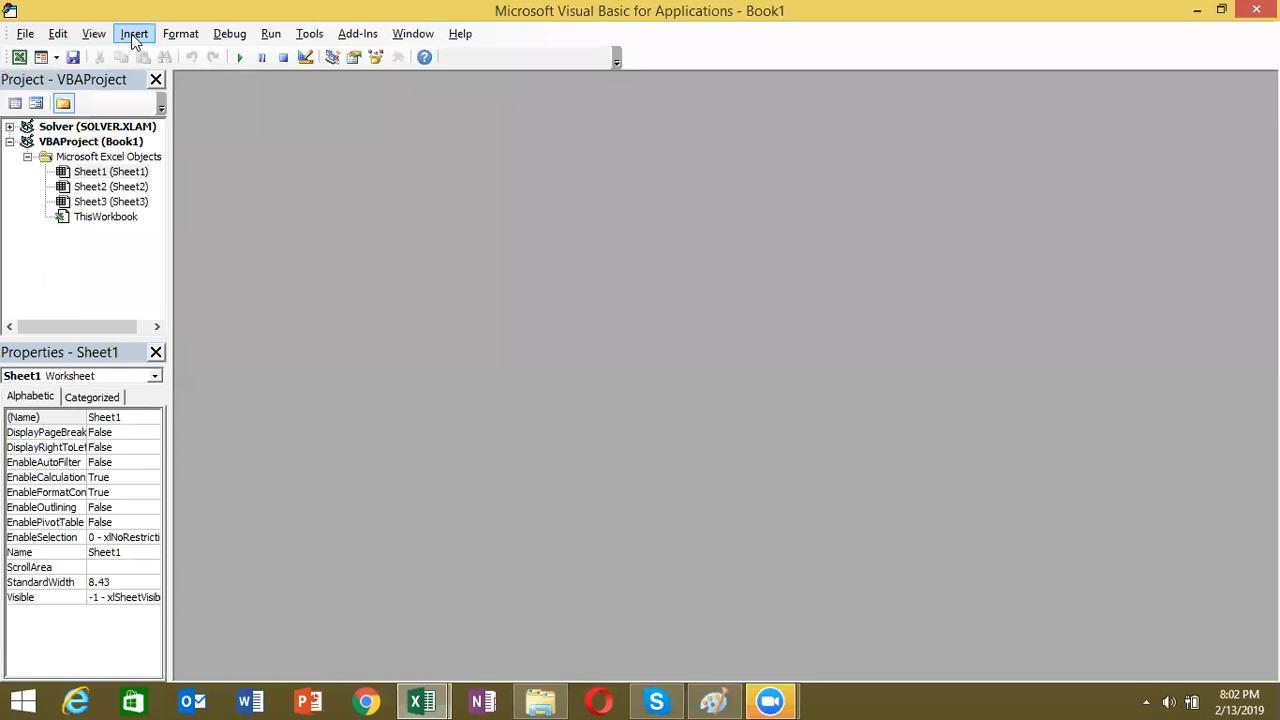 Microsoft Visual Basic for Applications - Book1
File Edit View Insert Format Debug Run Tools Add-Ins Window Help
Project - VBAProject
Solver (SOLVER.XLAM)
VBAProject (Book1)
Microsoft Excel Objects
Sheet1 (Sheet1)
Sheet2 (Sheet2)
Sheet3 (Sheet3)
ThisWorkbook
Properties - Sheet1
Sheet1 Worksheet
Alphabetic Categorized
(Name) Sheet1
DisplayPageBreak False
DisplayRightToLef False
EnableAutoFilter False
EnableCalculation True
EnableFormatCon True
EnableOutlining False
EnablePivotTable False
EnableSelection 0 - xlNoRestricti
Name Sheet1
ScrollArea
StandardWidth 8.43
Visible -1 - xlSheetVisib
8:02 PM
2/13/2019